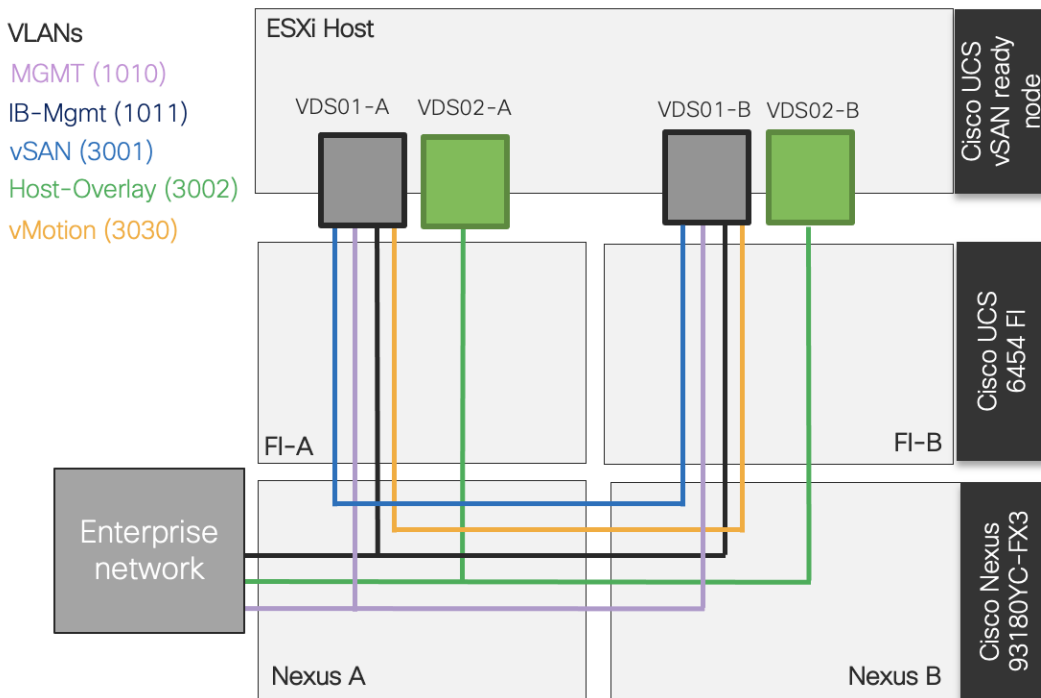 VLANs
MGMT (1010)
IB-Mgmt (1011)
vSAN (3001)
Host-Overlay (3002)
vMotion (3030)
ESXi Host
VDS01-A
VDS02-A
VDS01-B
VDS02-B
Cisco UCS
vSAN ready
node
FI-A
FI-B
Cisco UCS
6454 FI
Enterprise
network
Nexus A
Nexus B
Cisco Nexus
93180YC-FX3